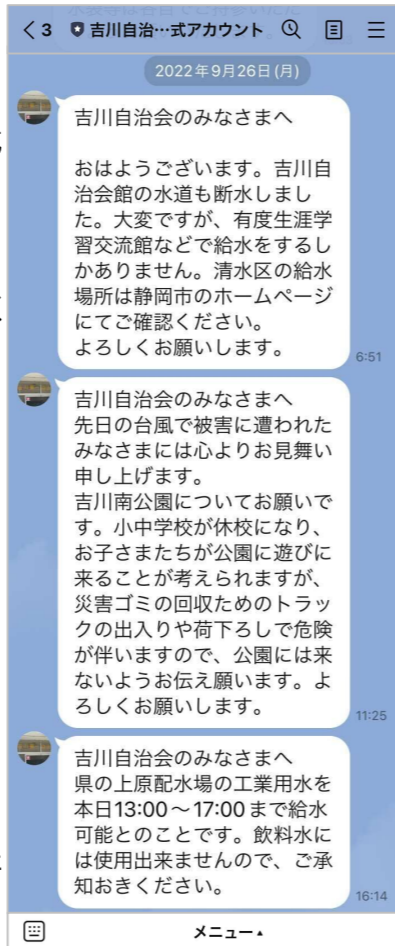 3 吉川自治…式アカウント
2022年9月26日(月)
吉川自治会のみなさまへ
おはようございます。吉川自
治会館の水道も断水しまし
た。大変ですが、有度生涯学
習交流館などで給水をするし
かありません。清水区の給水
場所は静岡市のホームページ
にてご確認ください。
よろしくお願いします。
6:51
吉川自治会のみなさまへ
先日の台風で被害に遭われた
みなさまには心よりお見舞い
申し上げます。
吉川南公園についてお願いで
す。小中学校が休校になり、
お子さまたちが公園に遊びに
来ることが考えられますが、
災害ゴミの回収ためのトラッ
クの出入りや荷下ろしで危険
が伴いますので、公園には来
ないようお伝え願います。よ
ろしくお願いします。
11:25
吉川自治会のみなさまへ
県の上原配水場の工業用水を
本日13:00～17:00まで給水
可能とのことです。飲料水に
は使用出来ませんので、ご承
知おきください。
16:14
メニュー